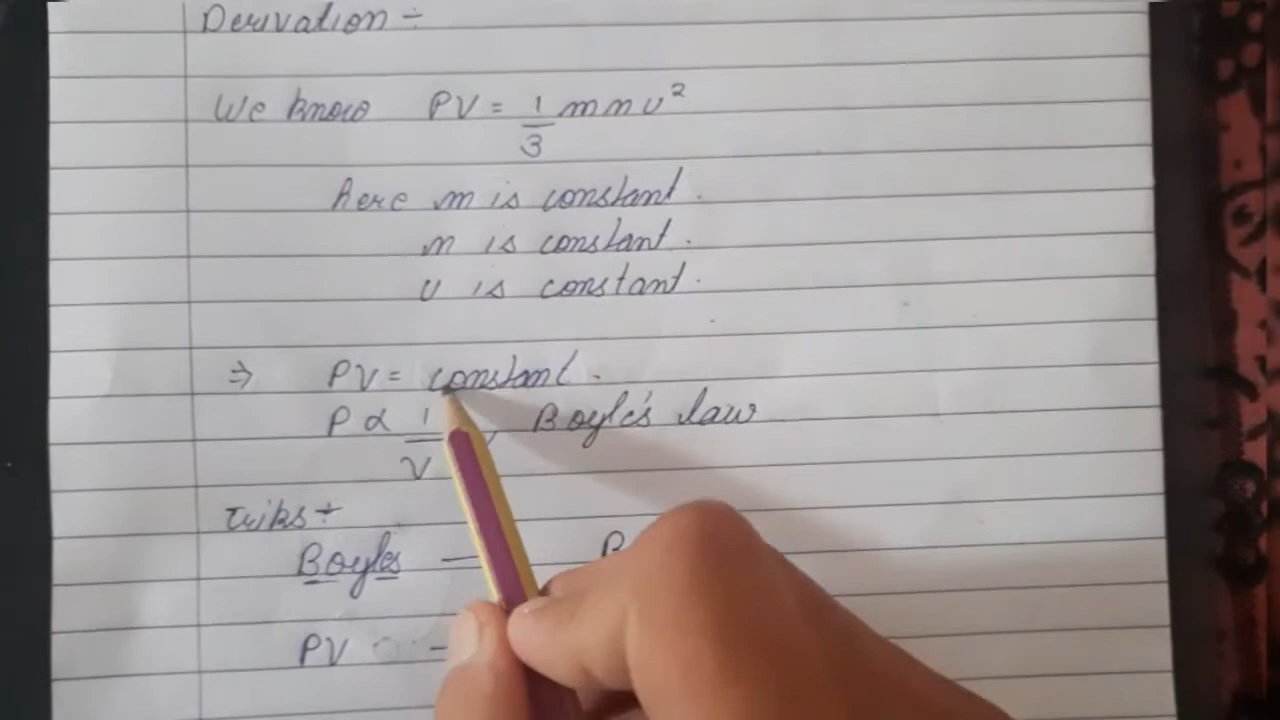 Derivation ÷
We know PV = 1/3 m n u²
here m is constant.
n is constant.
u is constant.
⇒ PV = constant.
P ∝ 1/V, Boyle's law
Triks ÷
Boyles — B
PV -